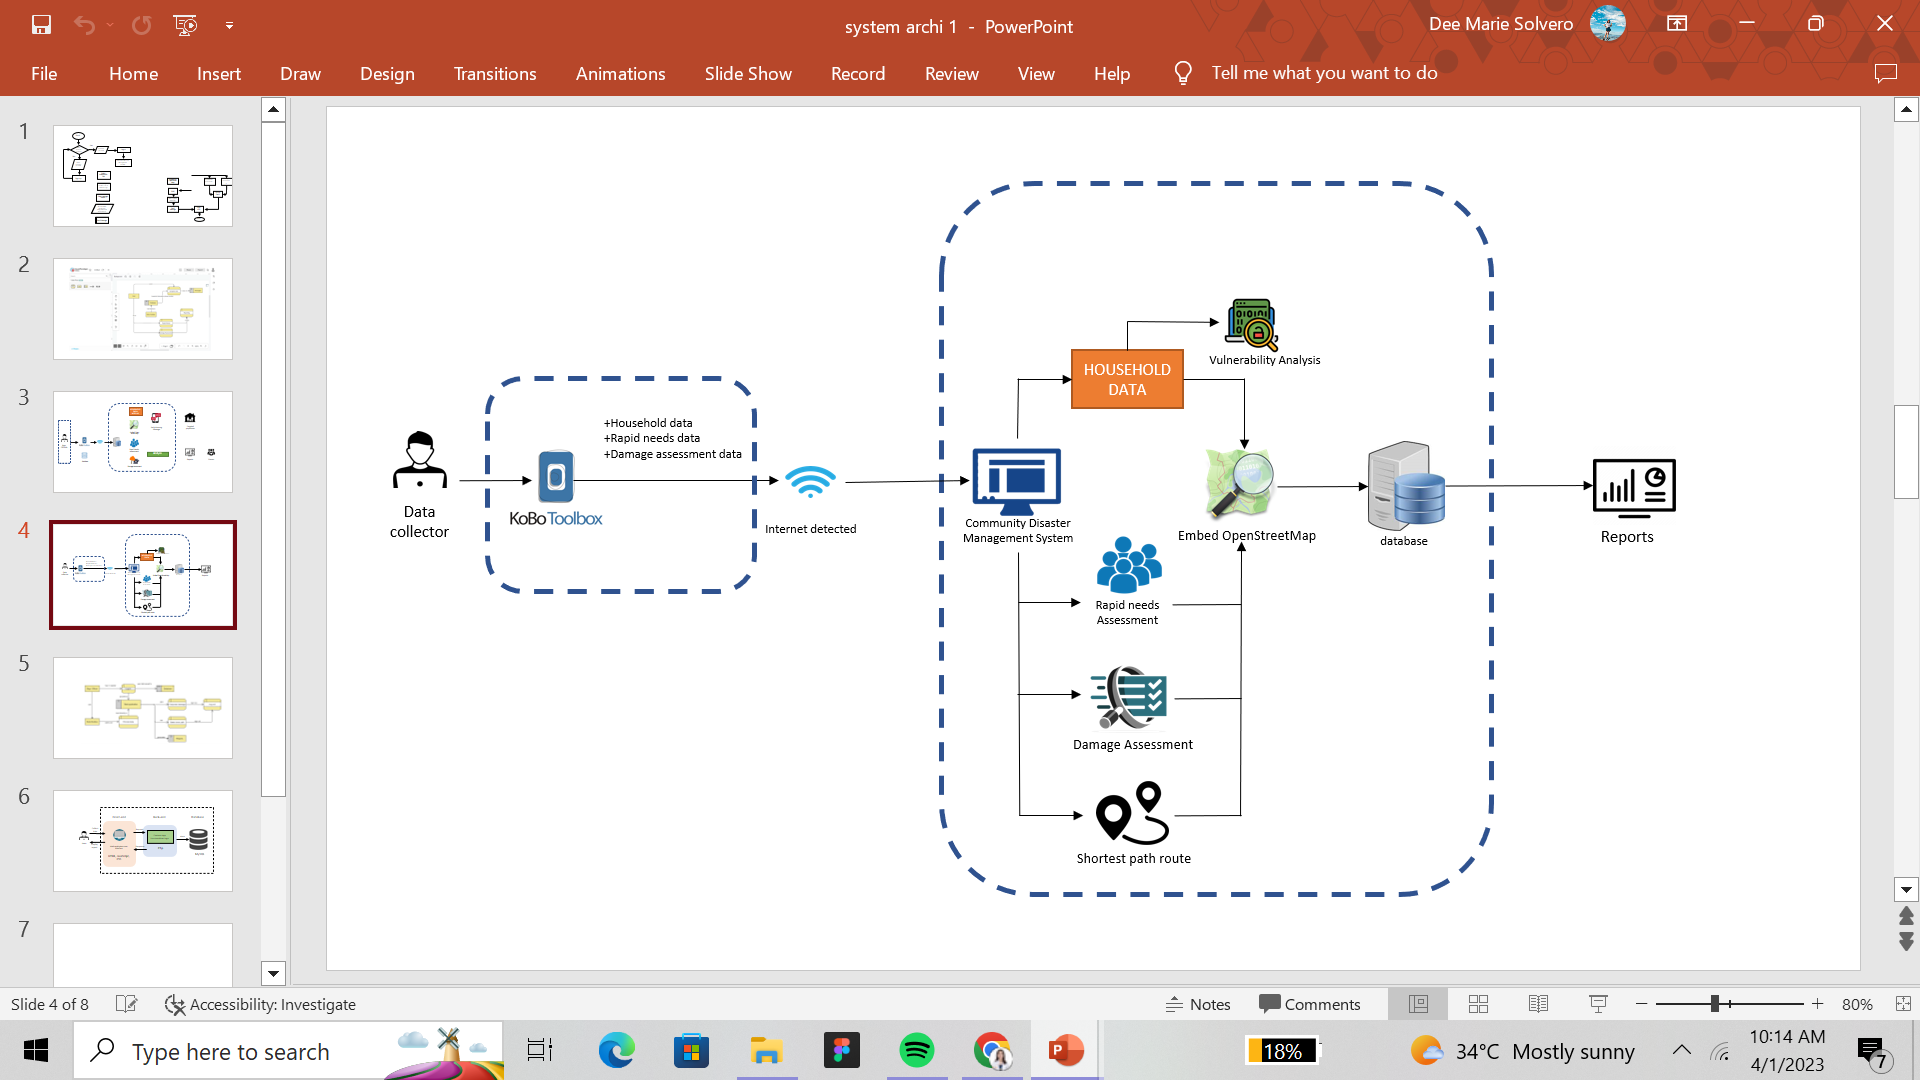 system archi 1 - PowerPoint
Dee Marie Solvero
File
Home
Insert
Draw
Design
Transitions
Animations
Slide Show
Record
Review
View
Help
Tell me what you want to do
1
2
3
4
5
6
7
+Household data
+Rapid needs data
+Damage assessment data
Data
collector
KoBoToolbox
Internet detected
HOUSEHOLD
DATA
Vulnerability Analysis
Community Disaster
Management System
Embed OpenStreetMap
database
Reports
Rapid needs
Assessment
Damage Assessment
Shortest path route
Slide 4 of 8
Accessibility: Investigate
Notes
Comments
80%
Type here to search
18%
34°C Mostly sunny
10:14 AM
4/1/2023
7